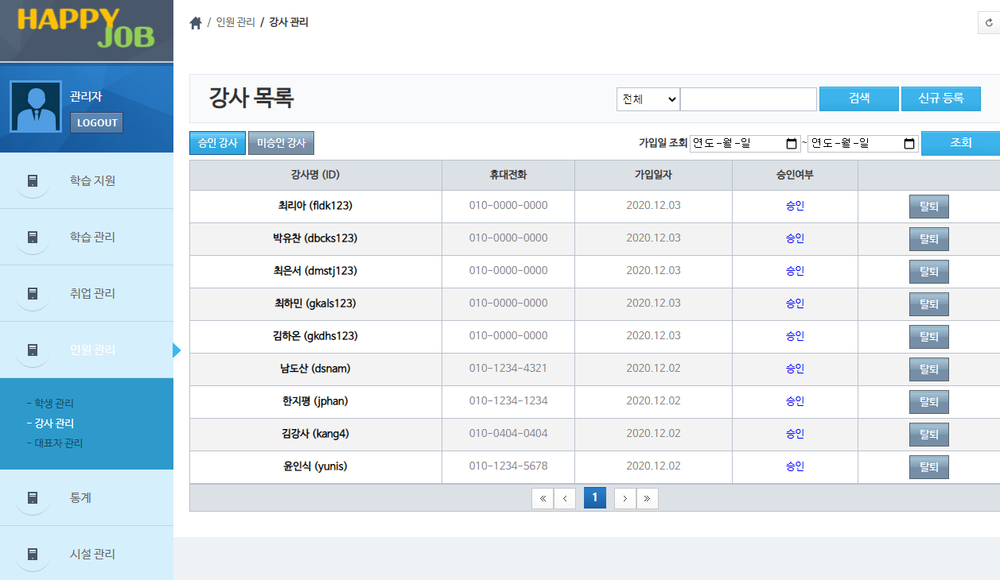 HAPPY
JOB
관리자
LOGOUT
학습 지원
학습 관리
취업 관리
인원 관리
- 학생 관리
- 강사 관리
- 대표자 관리
통계
시설 관리
/ 인원 관리 / 강사 관리
강사 목록
전체 검색 신규 등록
승인 강사 미승인 강사 가입일 조회 연도-월-일 ~ 연도-월-일 조회
강사명 (ID) 휴대전화 가입일자 승인여부
최리아 (fldk123) 010-0000-0000 2020.12.03 승인 탈퇴
박유찬 (dbcks123) 010-0000-0000 2020.12.03 승인 탈퇴
최은서 (dmstj123) 010-0000-0000 2020.12.03 승인 탈퇴
최하민 (gkals123) 010-0000-0000 2020.12.03 승인 탈퇴
김하온 (gkdhs123) 010-0000-0000 2020.12.03 승인 탈퇴
남도산 (dsnam) 010-1234-4321 2020.12.02 승인 탈퇴
한지평 (jphan) 010-1234-1234 2020.12.02 승인 탈퇴
김강사 (kang4) 010-0404-0404 2020.12.02 승인 탈퇴
윤인식 (yunis) 010-1234-5678 2020.12.02 승인 탈퇴
« ‹ 1 › »